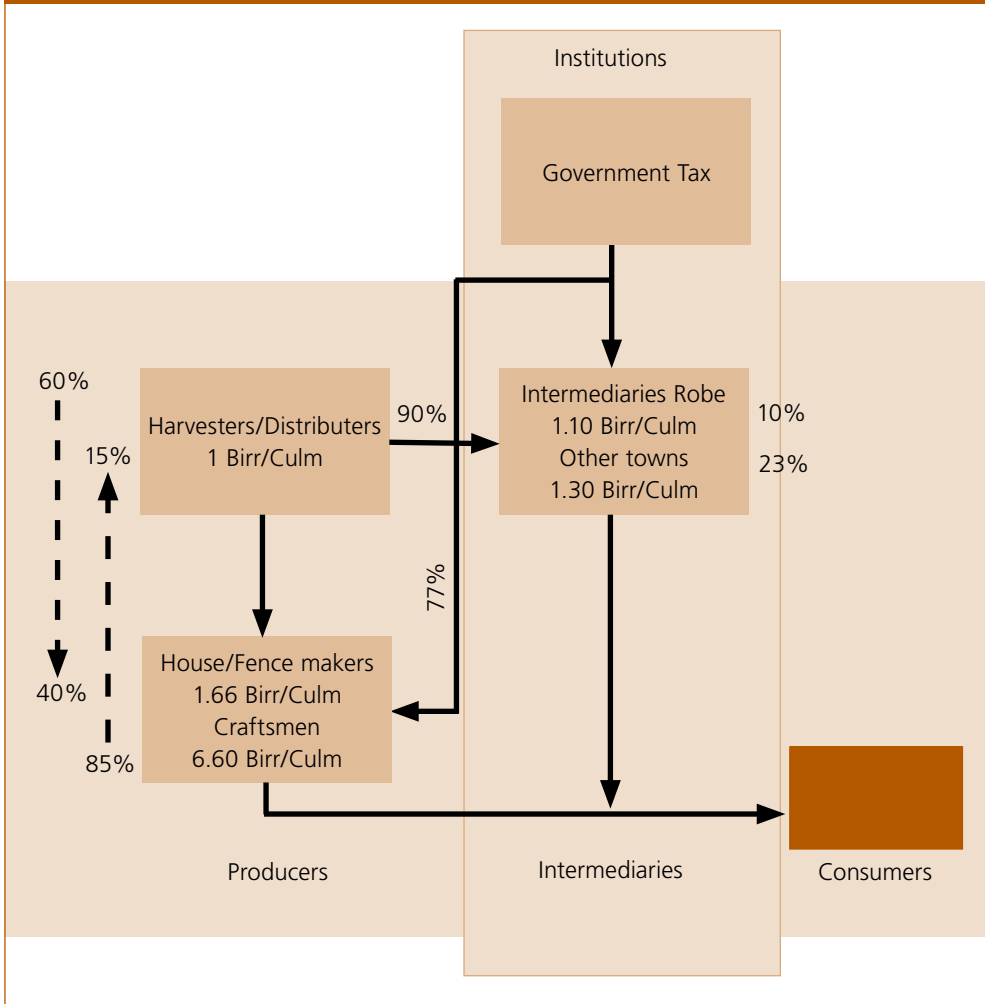 Institutions
Government Tax
60%
Harvesters/Distributers
1 Birr/Culm
90%
Intermediaries Robe
1.10 Birr/Culm
Other towns
1.30 Birr/Culm
10%
23%
15%
77%
House/Fence makers
1.66 Birr/Culm
Craftsmen
6.60 Birr/Culm
40%
85%
Producers
Intermediaries
Consumers